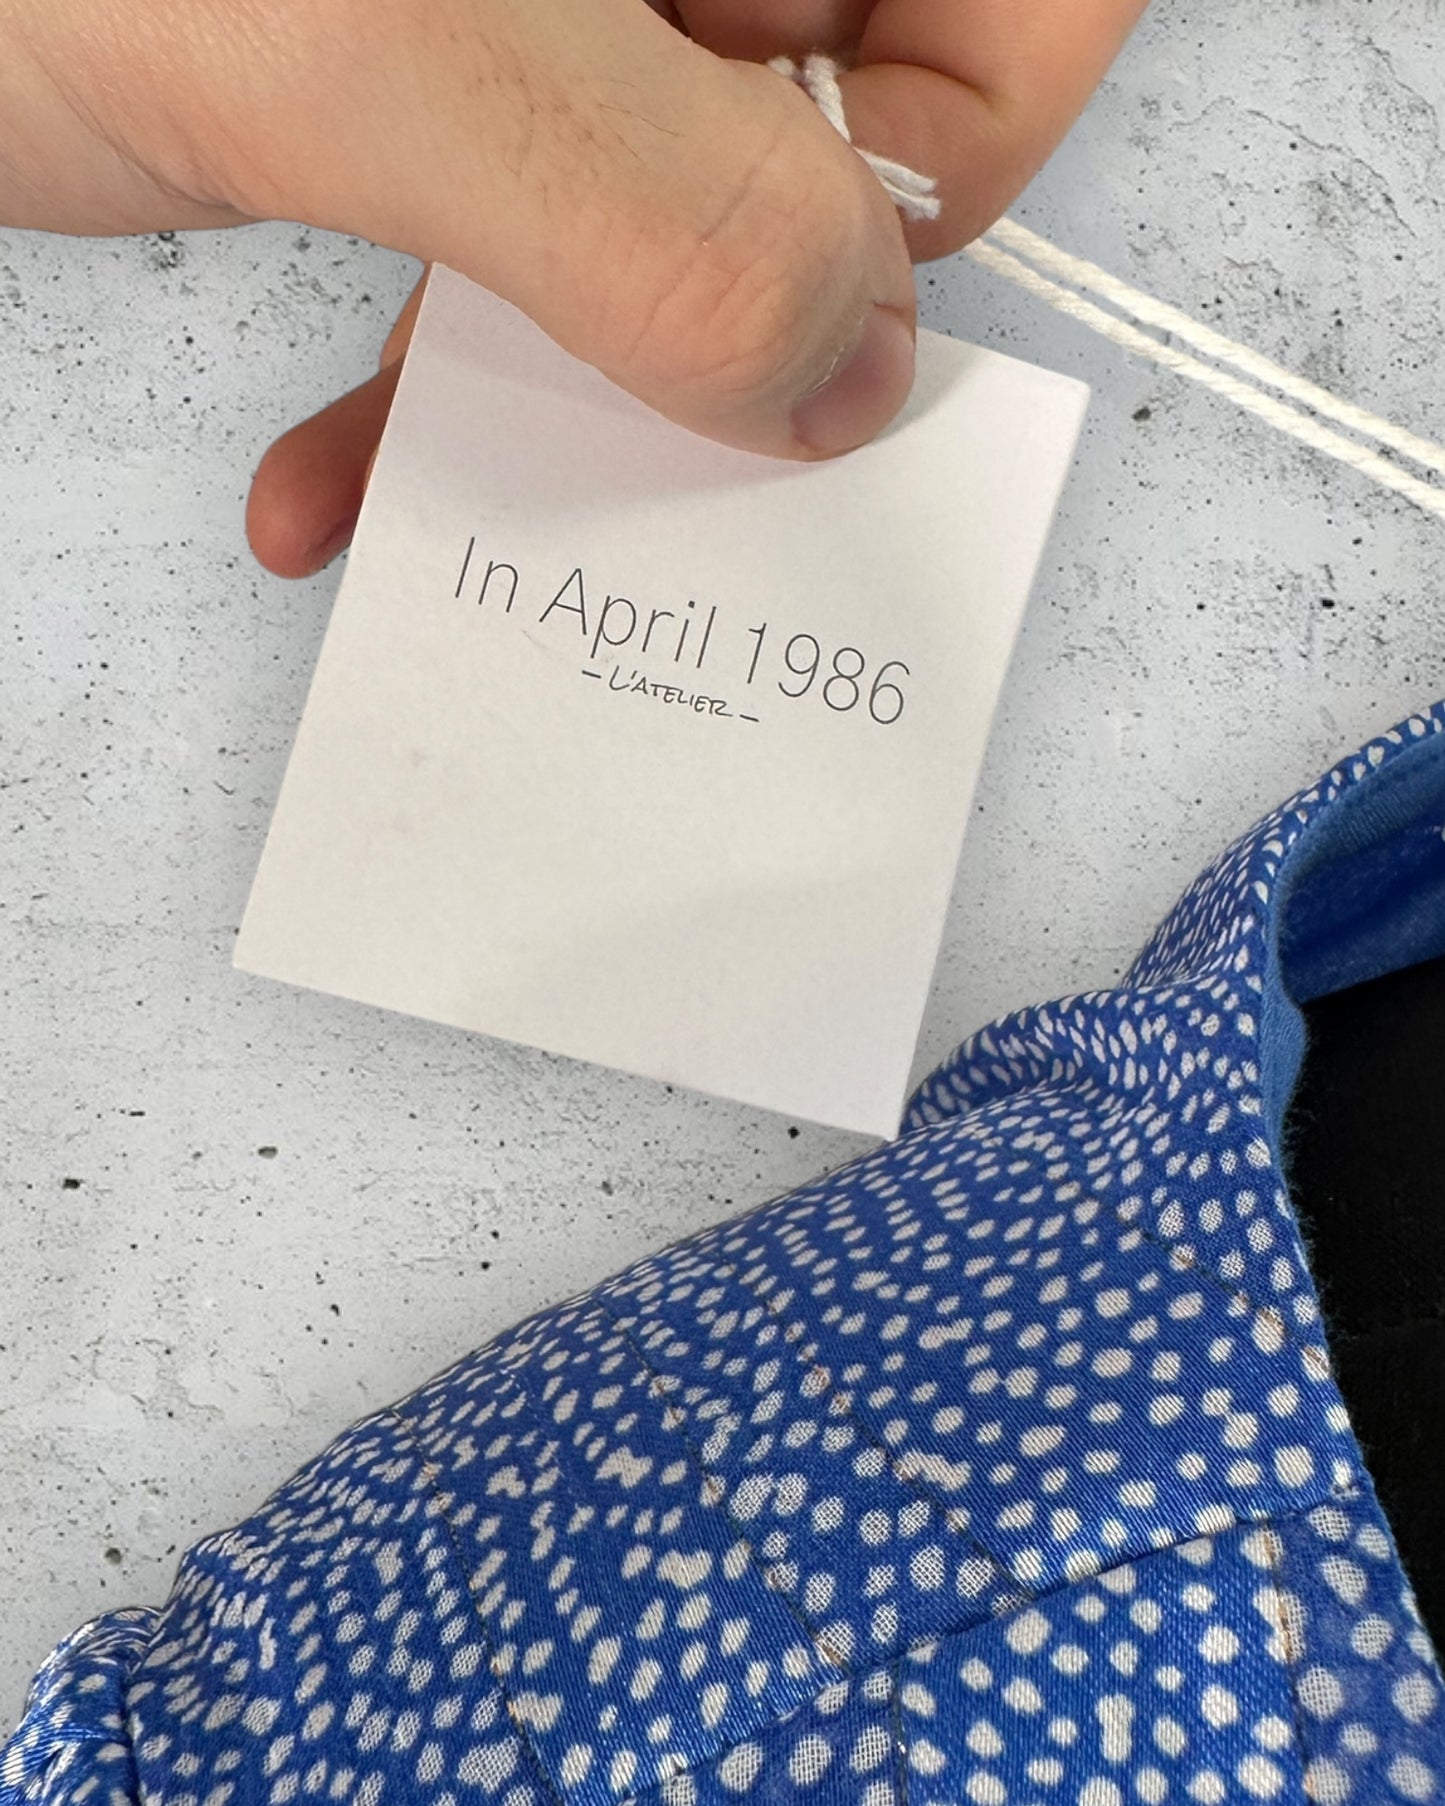 In April 1986
- L'ATELIER -